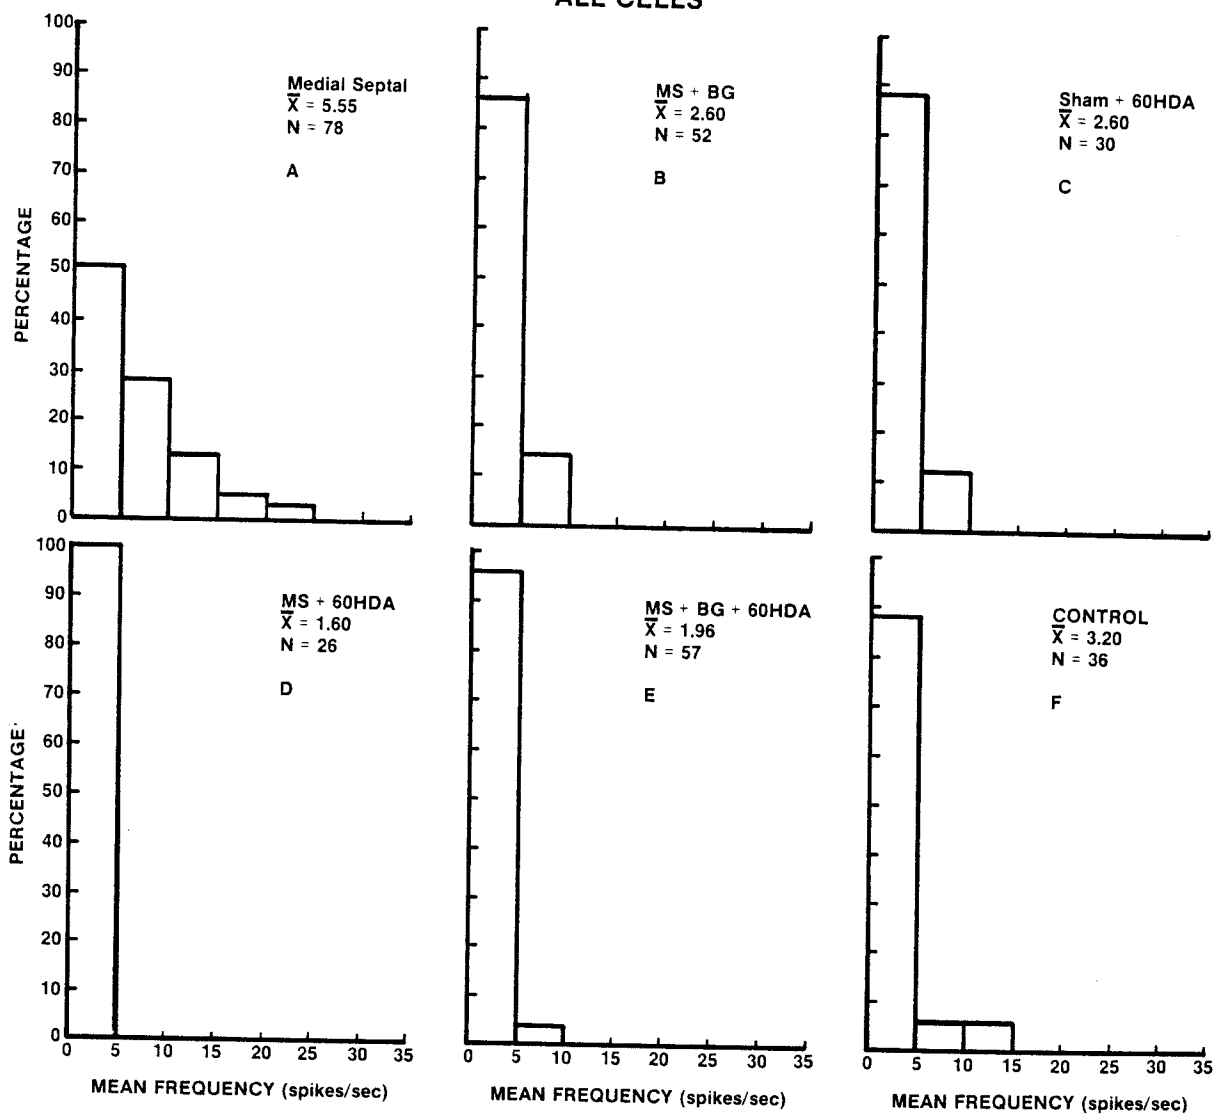 ALL CELLS
100
90
80
70
60
50
40
30
20
10
0
PERCENTAGE
Medial Septal
X̅ = 5.55
N = 78
A
MS + BG
X̅ = 2.60
N = 52
B
Sham + 60HDA
X̅ = 2.60
N = 30
C
100
90
80
70
60
50
40
30
20
10
0
PERCENTAGE
MS + 60HDA
X̅ = 1.60
N = 26
D
0 5 10 15 20 25 30 35
MEAN FREQUENCY (spikes/sec)
MS + BG + 60HDA
X̅ = 1.96
N = 57
E
0 5 10 15 20 25 30 35
MEAN FREQUENCY (spikes/sec)
CONTROL
X̅ = 3.20
N = 36
F
0 5 10 15 20 25 30 35
MEAN FREQUENCY (spikes/sec)